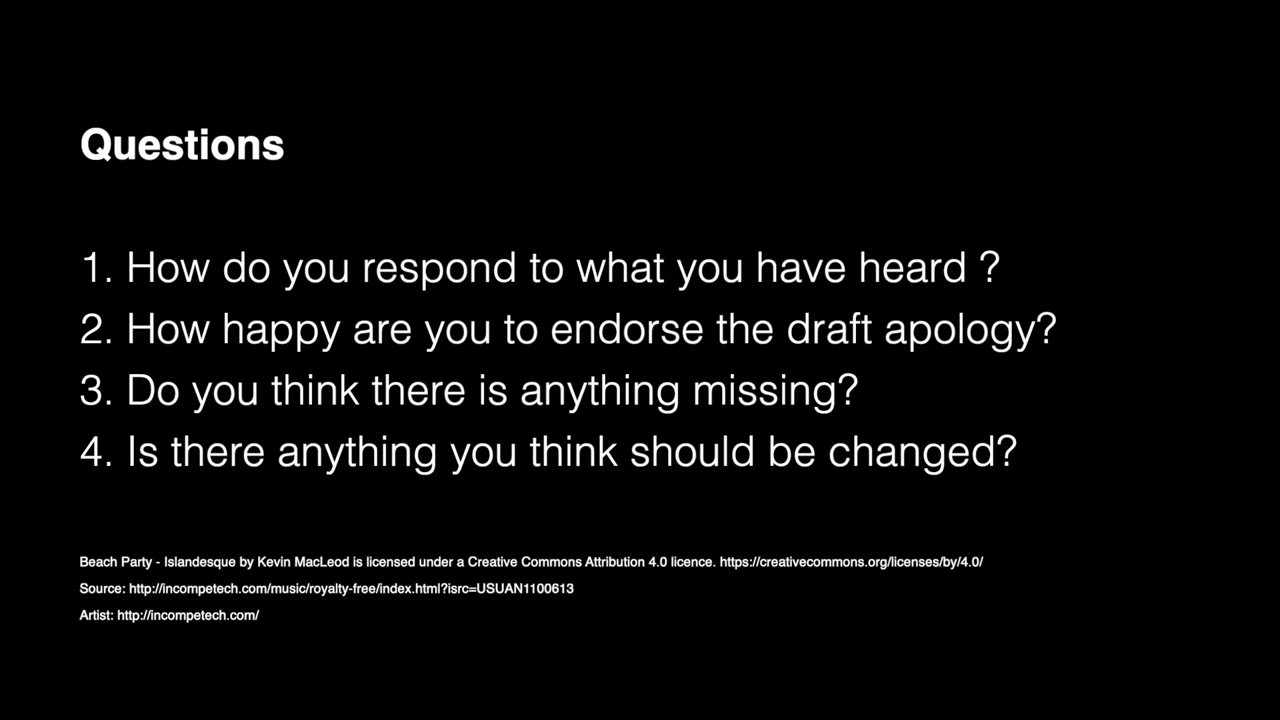 Questions
1. How do you respond to what you have heard ?
2. How happy are you to endorse the draft apology?
3. Do you think there is anything missing?
4. Is there anything you think should be changed?
Beach Party - Islandesque by Kevin MacLeod is licensed under a Creative Commons Attribution 4.0 licence. https://creativecommons.org/licenses/by/4.0/
Source: http://incompetech.com/music/royalty-free/index.html?isrc=USUAN1100613
Artist: http://incompetech.com/